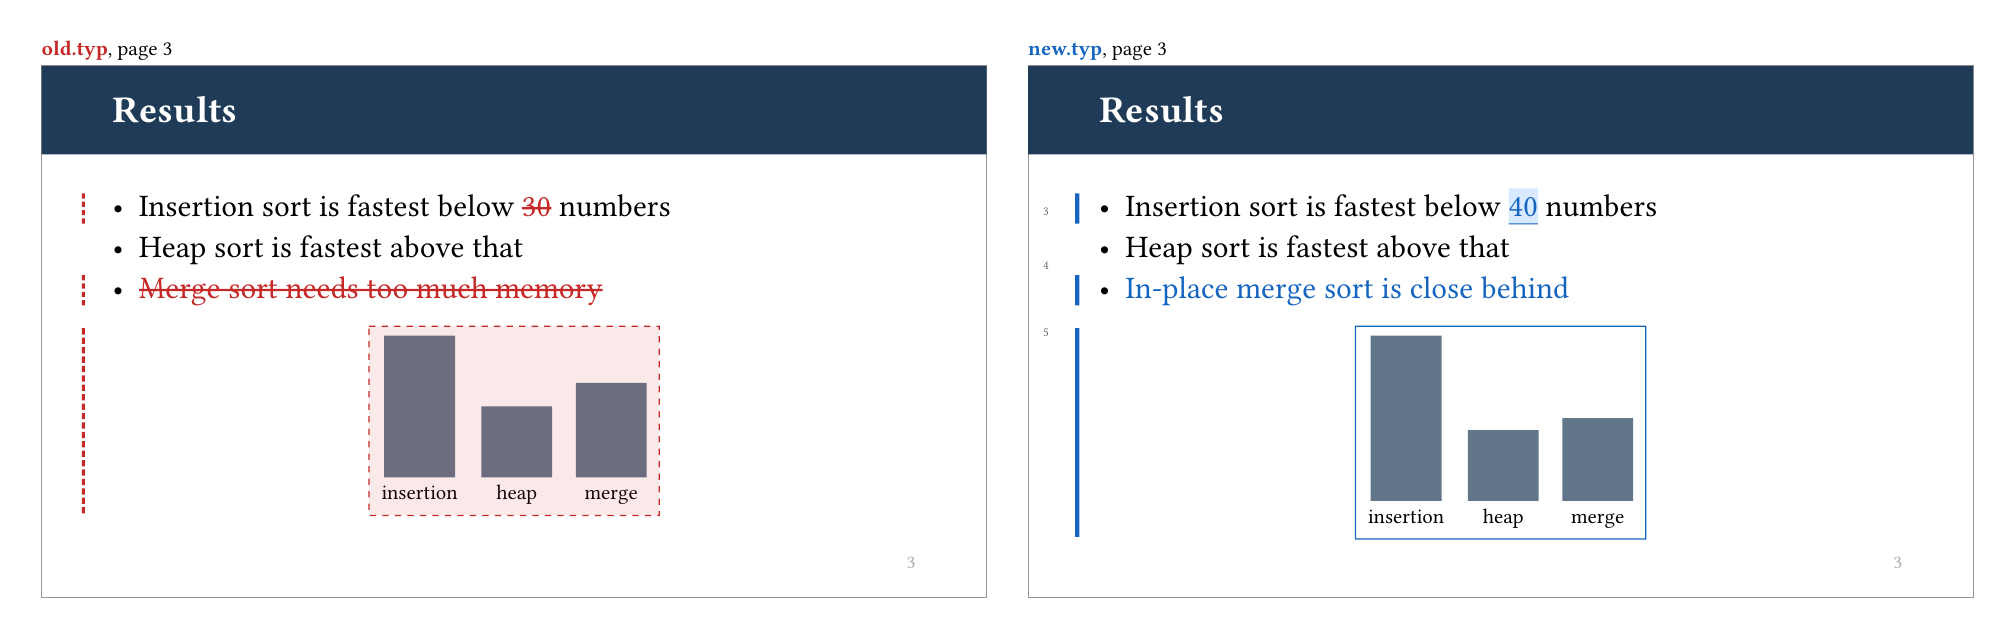 old.typ, page 3
Results
• Insertion sort is fastest below 30 numbers
• Heap sort is fastest above that
• Merge sort needs too much memory
insertion heap merge
3
new.typ, page 3
Results
3 • Insertion sort is fastest below 40 numbers
• Heap sort is fastest above that
4
• In-place merge sort is close behind
5
insertion heap merge
3